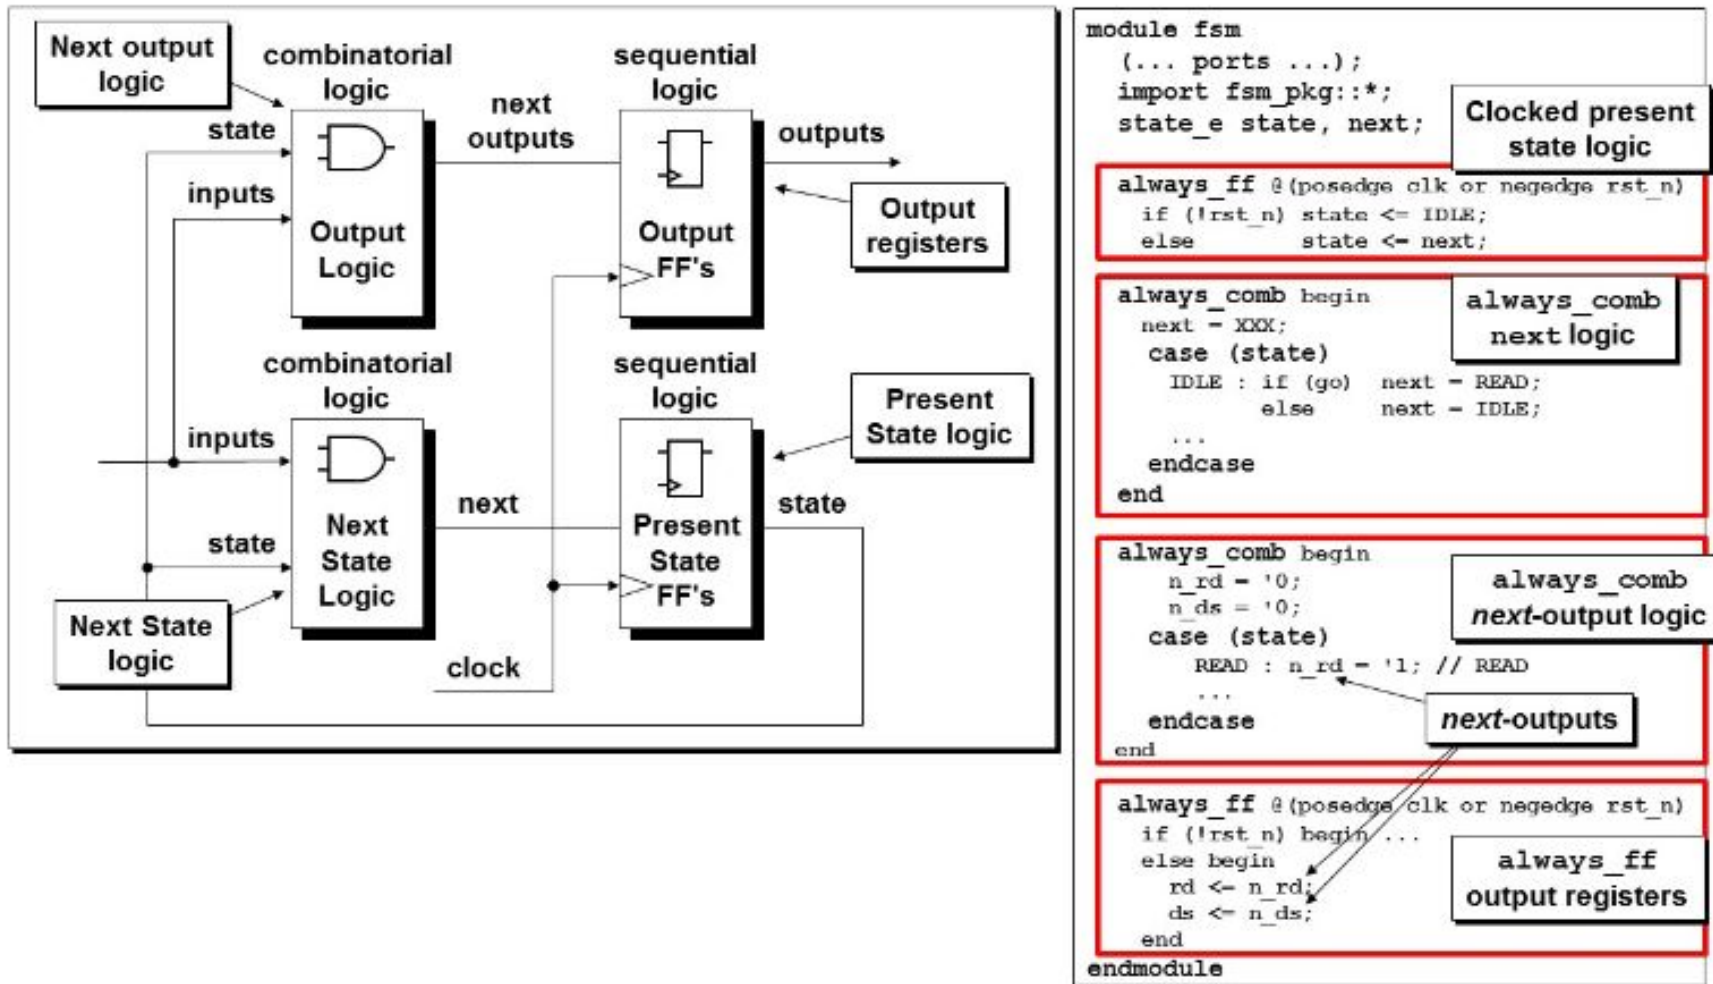 Next output
logic
combinatorial
logic
sequential
logic
state
next
outputs
outputs
inputs
Output
Logic
Output
FF's
Output
registers
combinatorial
logic
sequential
logic
Present
State logic
inputs
next
state
state
Next
State
Logic
Present
State
FF's
Next State
logic
clock
module fsm
(... ports ...);
import fsm_pkg::*;
state_e state, next;
Clocked present
state logic
always_ff @(posedge clk or negedge rst_n)
if (!rst_n) state <= IDLE;
else state <= next;
always_comb begin
next = XXX;
case (state)
IDLE : if (go) next = READ;
else next = IDLE;
...
endcase
end
always_comb
next logic
always_comb begin
n_rd = '0;
n_ds = '0;
case (state)
READ : n_rd = '1; // READ
...
endcase
end
always_comb
next-output logic
next-outputs
always_ff @(posedge clk or negedge rst_n)
if (!rst_n) begin ...
else begin
rd <= n_rd;
ds <= n_ds;
end
always_ff
output registers
endmodule